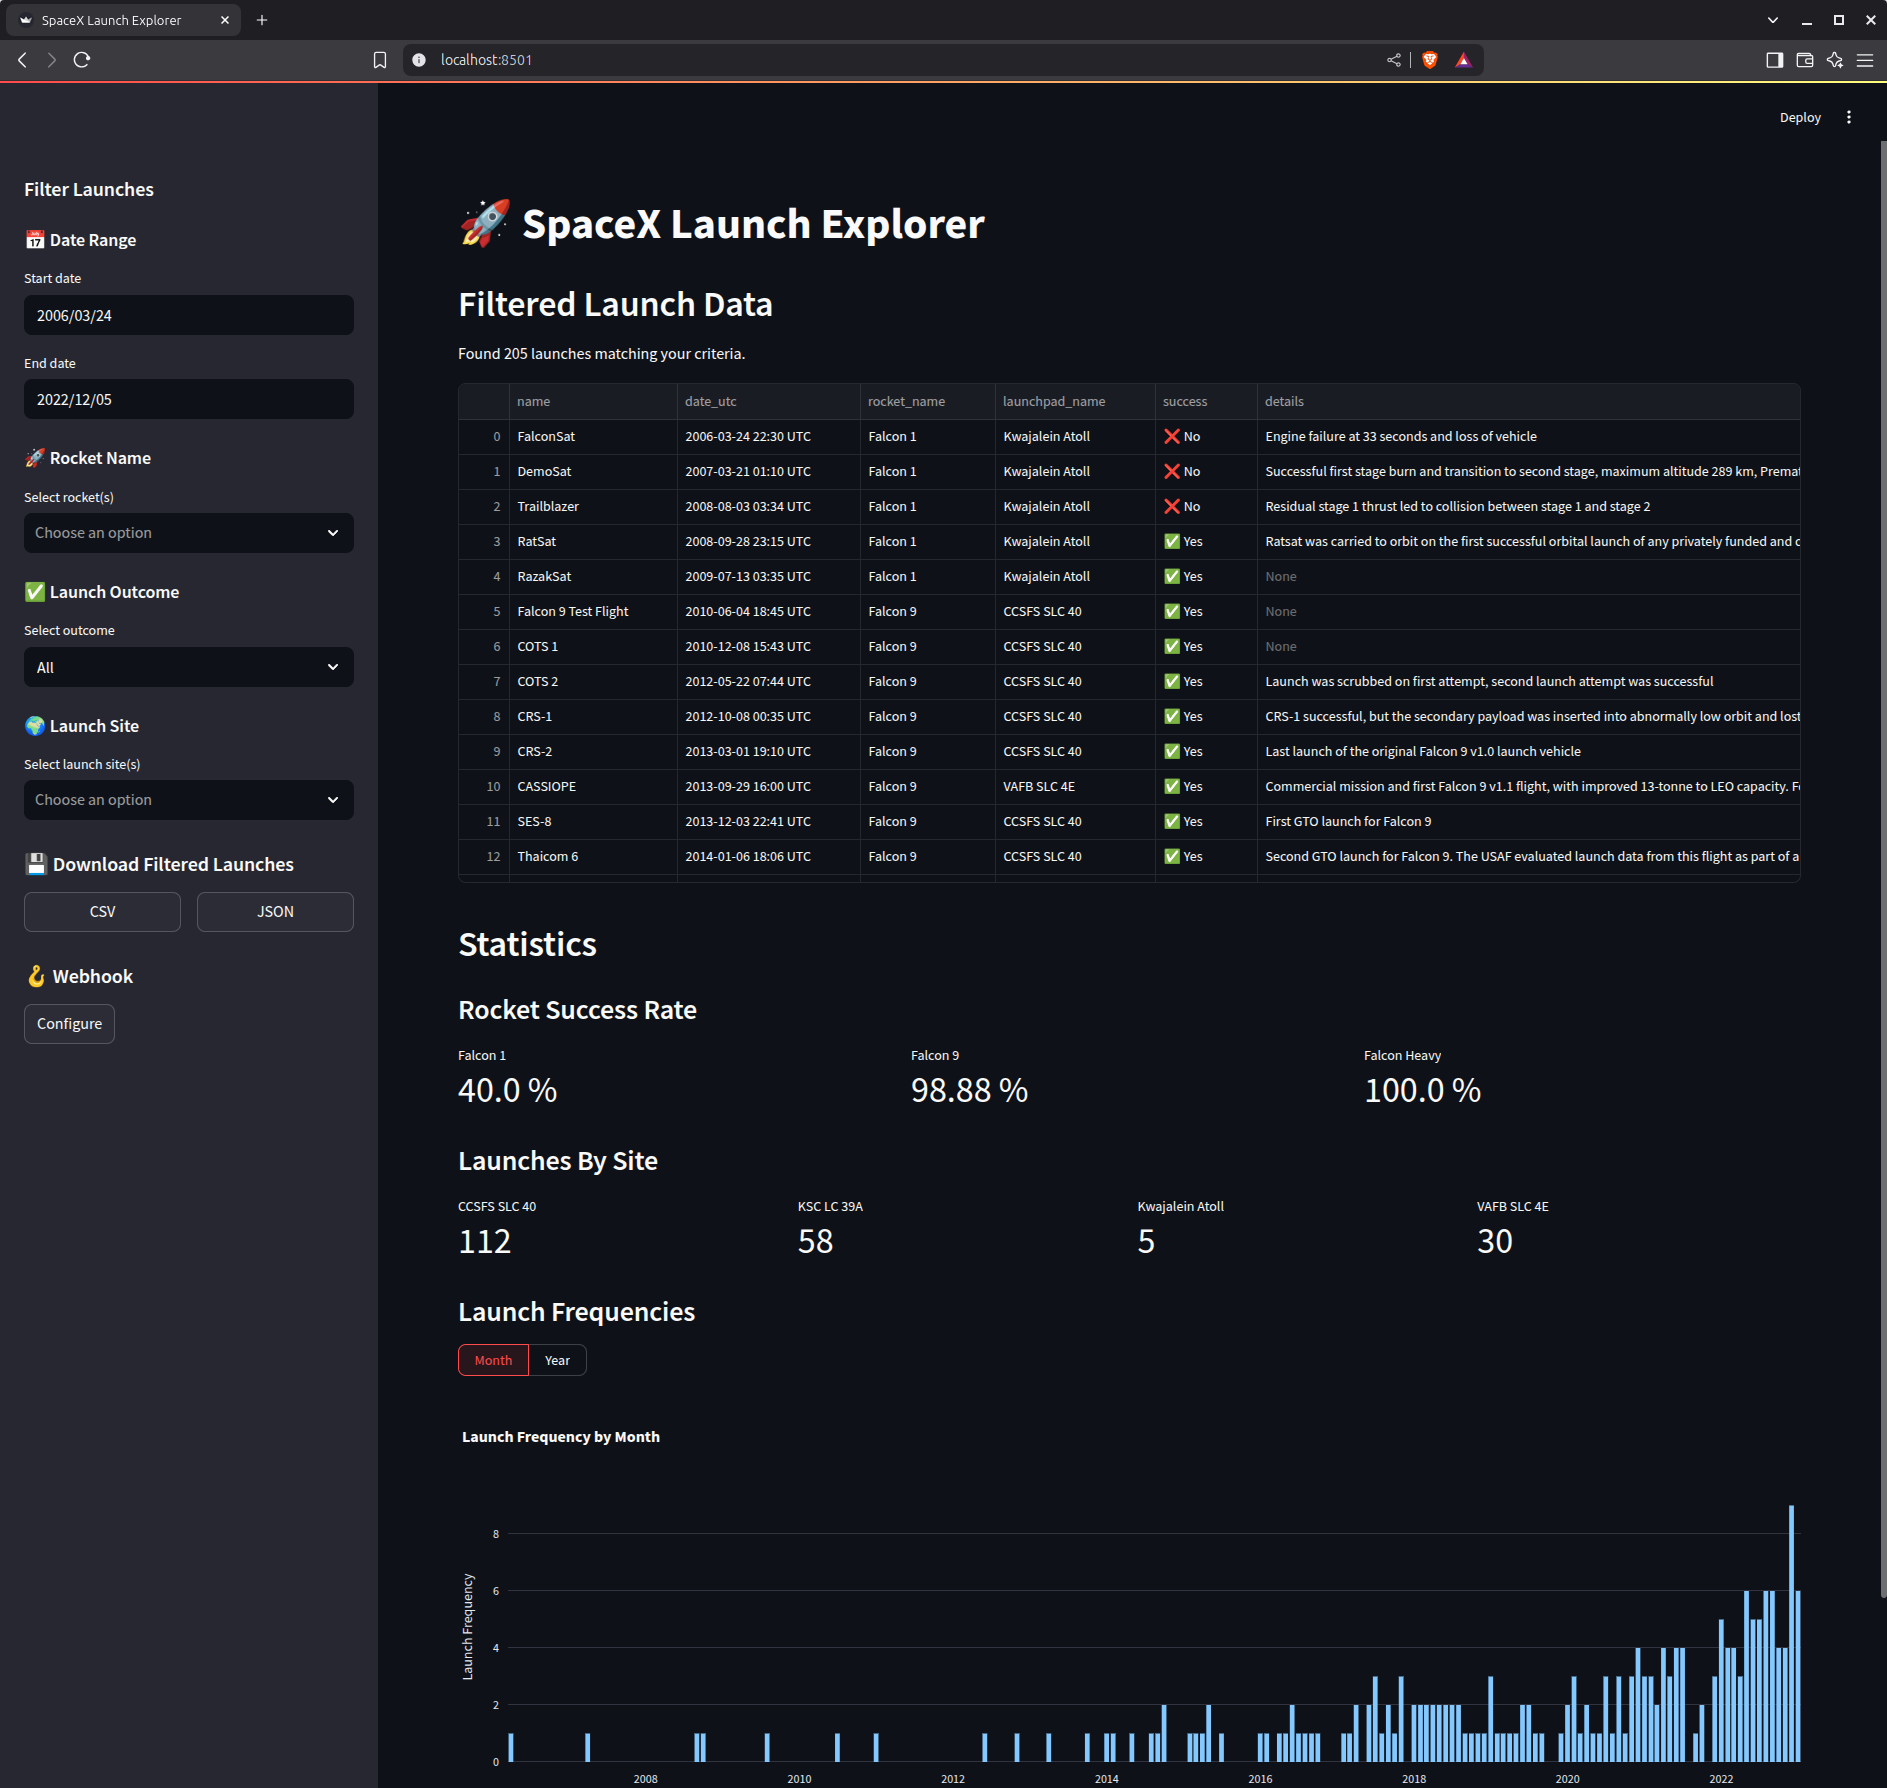 SpaceX Launch Explorer
localhost:8501
Deploy
Filter Launches
Date Range
Start date
2006/03/24
End date
2022/12/05
Rocket Name
Select rocket(s)
Choose an option
Launch Outcome
Select outcome
All
Launch Site
Select launch site(s)
Choose an option
Download Filtered Launches
CSV JSON
Webhook
Configure
SpaceX Launch Explorer
Filtered Launch Data
Found 205 launches matching your criteria.
name date_utc rocket_name launchpad_name success details
0 FalconSat 2006-03-24 22:30 UTC Falcon 1 Kwajalein Atoll No Engine failure at 33 seconds and loss of vehicle
1 DemoSat 2007-03-21 01:10 UTC Falcon 1 Kwajalein Atoll No Successful first stage burn and transition to second stage, maximum altitude 289 km, Premat
2 Trailblazer 2008-08-03 03:34 UTC Falcon 1 Kwajalein Atoll No Residual stage 1 thrust led to collision between stage 1 and stage 2
3 RatSat 2008-09-28 23:15 UTC Falcon 1 Kwajalein Atoll Yes Ratsat was carried to orbit on the first successful orbital launch of any privately funded and
4 RazakSat 2009-07-13 03:35 UTC Falcon 1 Kwajalein Atoll Yes None
5 Falcon 9 Test Flight 2010-06-04 18:45 UTC Falcon 9 CCSFS SLC 40 Yes None
6 COTS 1 2010-12-08 15:43 UTC Falcon 9 CCSFS SLC 40 Yes None
7 COTS 2 2012-05-22 07:44 UTC Falcon 9 CCSFS SLC 40 Yes Launch was scrubbed on first attempt, second launch attempt was successful
8 CRS-1 2012-10-08 00:35 UTC Falcon 9 CCSFS SLC 40 Yes CRS-1 successful, but the secondary payload was inserted into abnormally low orbit and lost
9 CRS-2 2013-03-01 19:10 UTC Falcon 9 CCSFS SLC 40 Yes Last launch of the original Falcon 9 v1.0 launch vehicle
10 CASSIOPE 2013-09-29 16:00 UTC Falcon 9 VAFB SLC 4E Yes Commercial mission and first Falcon 9 v1.1 flight, with improved 13-tonne to LEO capacity.
11 SES-8 2013-12-03 22:41 UTC Falcon 9 CCSFS SLC 40 Yes First GTO launch for Falcon 9
12 Thaicom 6 2014-01-06 18:06 UTC Falcon 9 CCSFS SLC 40 Yes Second GTO launch for Falcon 9. The USAF evaluated launch data from this flight as part of a
Statistics
Rocket Success Rate
Falcon 1 Falcon 9 Falcon Heavy
40.0 % 98.88 % 100.0 %
Launches By Site
CCSFS SLC 40 KSC LC 39A Kwajalein Atoll VAFB SLC 4E
112 58 5 30
Launch Frequencies
Month Year
Launch Frequency by Month
Launch Frequency
8
6
4
2
0
2008 2010 2012 2014 2016 2018 2020 2022